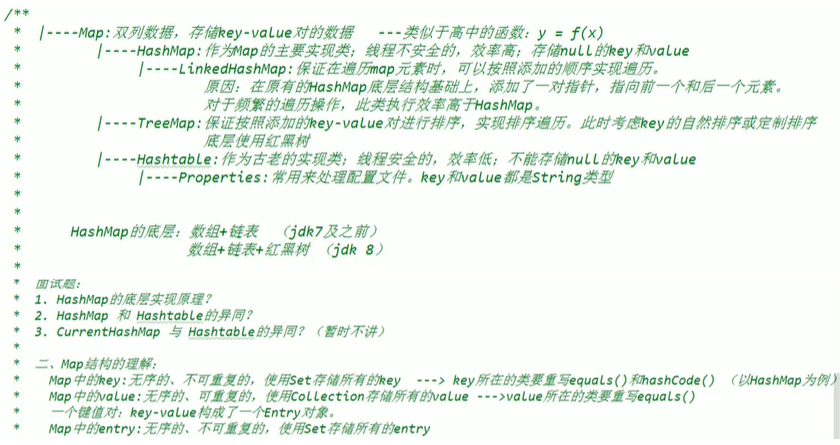 /**
* |----Map:双列数据，存储key-value对的数据 ---类似于高中的函数：y = f(x)
* |----HashMap:作为Map的主要实现类；线程不安全的，效率高；存储null的key和value
* |----LinkedHashMap:保证在遍历map元素时，可以按照添加的顺序实现遍历。
* 原因：在原有的HashMap底层结构基础上，添加了一对指针，指向前一个和后一个元素。
* 对于频繁的遍历操作，此类执行效率高于HashMap。
* |----TreeMap:保证按照添加的key-value对进行排序，实现排序遍历。此时考虑key的自然排序或定制排序
* 底层使用红黑树
* |----Hashtable:作为古老的实现类；线程安全的，效率低；不能存储null的key和value
* |----Properties:常用来处理配置文件。key和value都是String类型
*
*
* HashMap的底层：数组+链表 （jdk7及之前）
* 数组+链表+红黑树 （jdk 8）
*
* 面试题：
* 1. HashMap的底层实现原理？
* 2. HashMap 和 Hashtable的异同？
* 3. CurrentHashMap 与 Hashtable的异同？（暂时不讲）
*
* 二、Map结构的理解：
* Map中的key:无序的、不可重复的，使用Set存储所有的key ---> key所在的类要重写equals()和hashCode() （以HashMap为例）
* Map中的value:无序的、可重复的，使用Collection存储所有的value --->value所在的类要重写equals()
* 一个键值对：key-value构成了一个Entry对象。
* Map中的entry:无序的、不可重复的，使用Set存储所有的entry